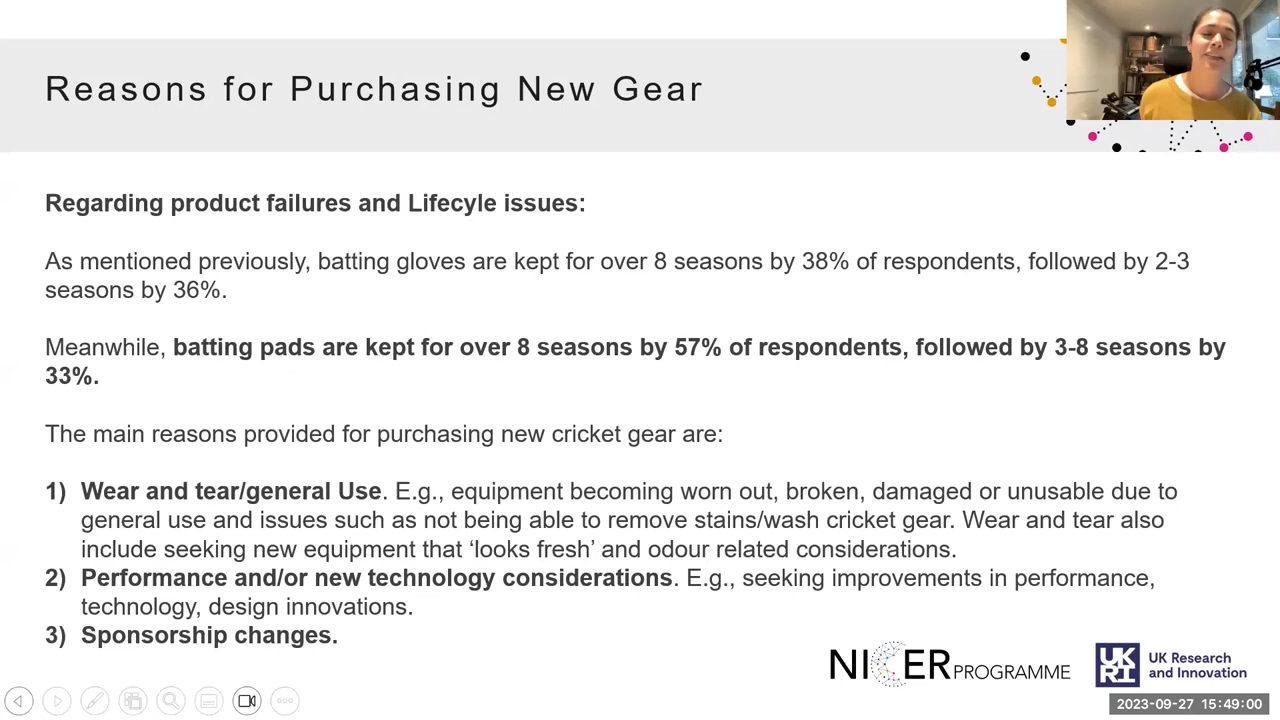 Reasons for Purchasing New Gear
Regarding product failures and Lifecyle issues:
As mentioned previously, batting gloves are kept for over 8 seasons by 38% of respondents, followed by 2-3
seasons by 36%.
Meanwhile, batting pads are kept for over 8 seasons by 57% of respondents, followed by 3-8 seasons by
33%.
The main reasons provided for purchasing new cricket gear are:
1) Wear and tear/general Use. E.g., equipment becoming worn out, broken, damaged or unusable due to
general use and issues such as not being able to remove stains/wash cricket gear. Wear and tear also
include seeking new equipment that ‘looks fresh’ and odour related considerations.
2) Performance and/or new technology considerations. E.g., seeking improvements in performance,
technology, design innovations.
3) Sponsorship changes.
NICER PROGRAMME
UKRI
UK Research
and Innovation
2023-09-27 15:49:00